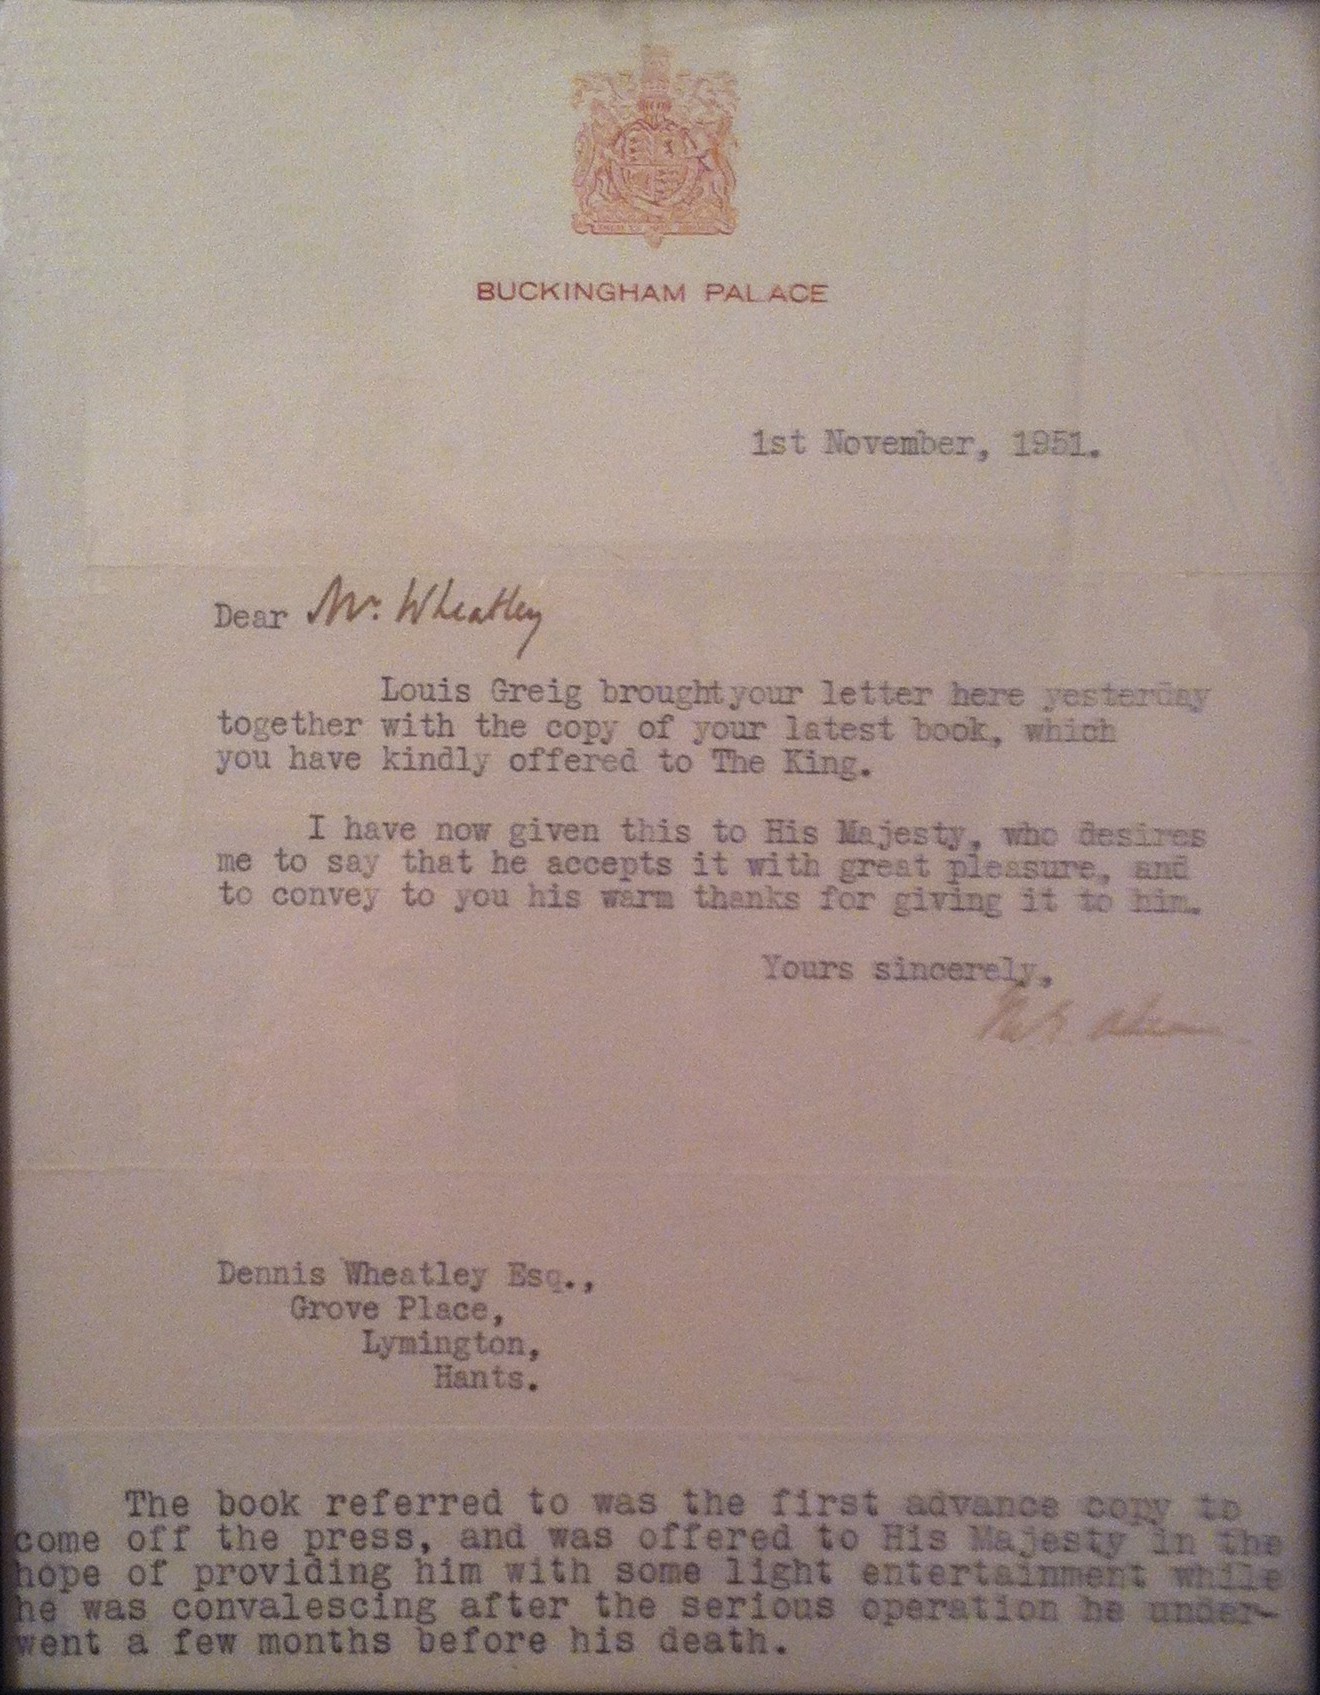 BUCKINGHAM PALACE
1st November, 1951.
Dear Mr. Wheatley
Louis Greig brought your letter here yesterday
together with the copy of your latest book, which
you have kindly offered to The King.
I have now given this to His Majesty, who desires
me to say that he accepts it with great pleasure, and
to convey to you his warm thanks for giving it to him.
Yours sincerely,
Dennis Wheatley Esq.,
Grove Place,
Lymington,
Hants.
The book referred to was the first advance copy to
come off the press, and was offered to His Majesty in the
hope of providing him with some light entertainment while
he was convalescing after the serious operation he under-
went a few months before his death.